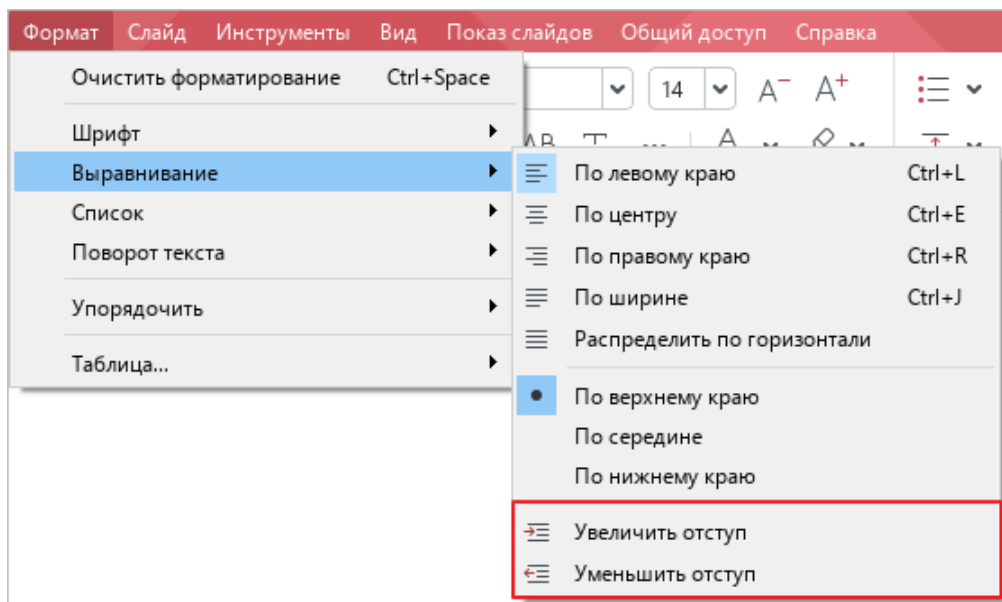 Формат Слайд Инструменты Вид Показ слайдов Общий доступ Справка
Очистить форматирование Ctrl+Space
14 A− A+
Шрифт
Выравнивание
Список
Поворот текста
Упорядочить
Таблица...
По левому краю Ctrl+L
По центру Ctrl+E
По правому краю Ctrl+R
По ширине Ctrl+J
Распределить по горизонтали
По верхнему краю
По середине
По нижнему краю
Увеличить отступ
Уменьшить отступ